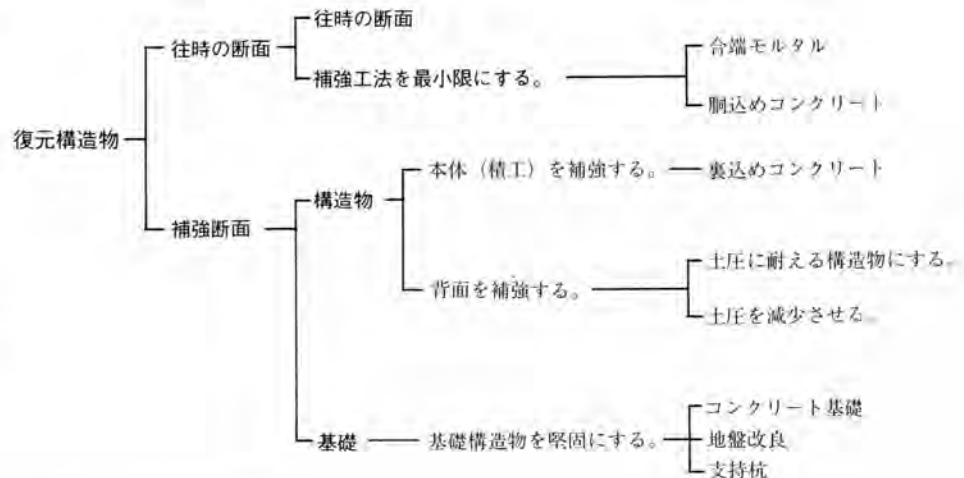 往時の断面
往時の断面
補強工法を最小限にする。
合端モルタル
胴込めコンクリート
復元構造物
本体（積工）を補強する。
裏込めコンクリート
構造物
補強断面
土圧に耐える構造物にする。
背面を補強する。
土圧を減少させる。
コンクリート基礎
基礎
基礎構造物を堅固にする。
地盤改良
支持杭